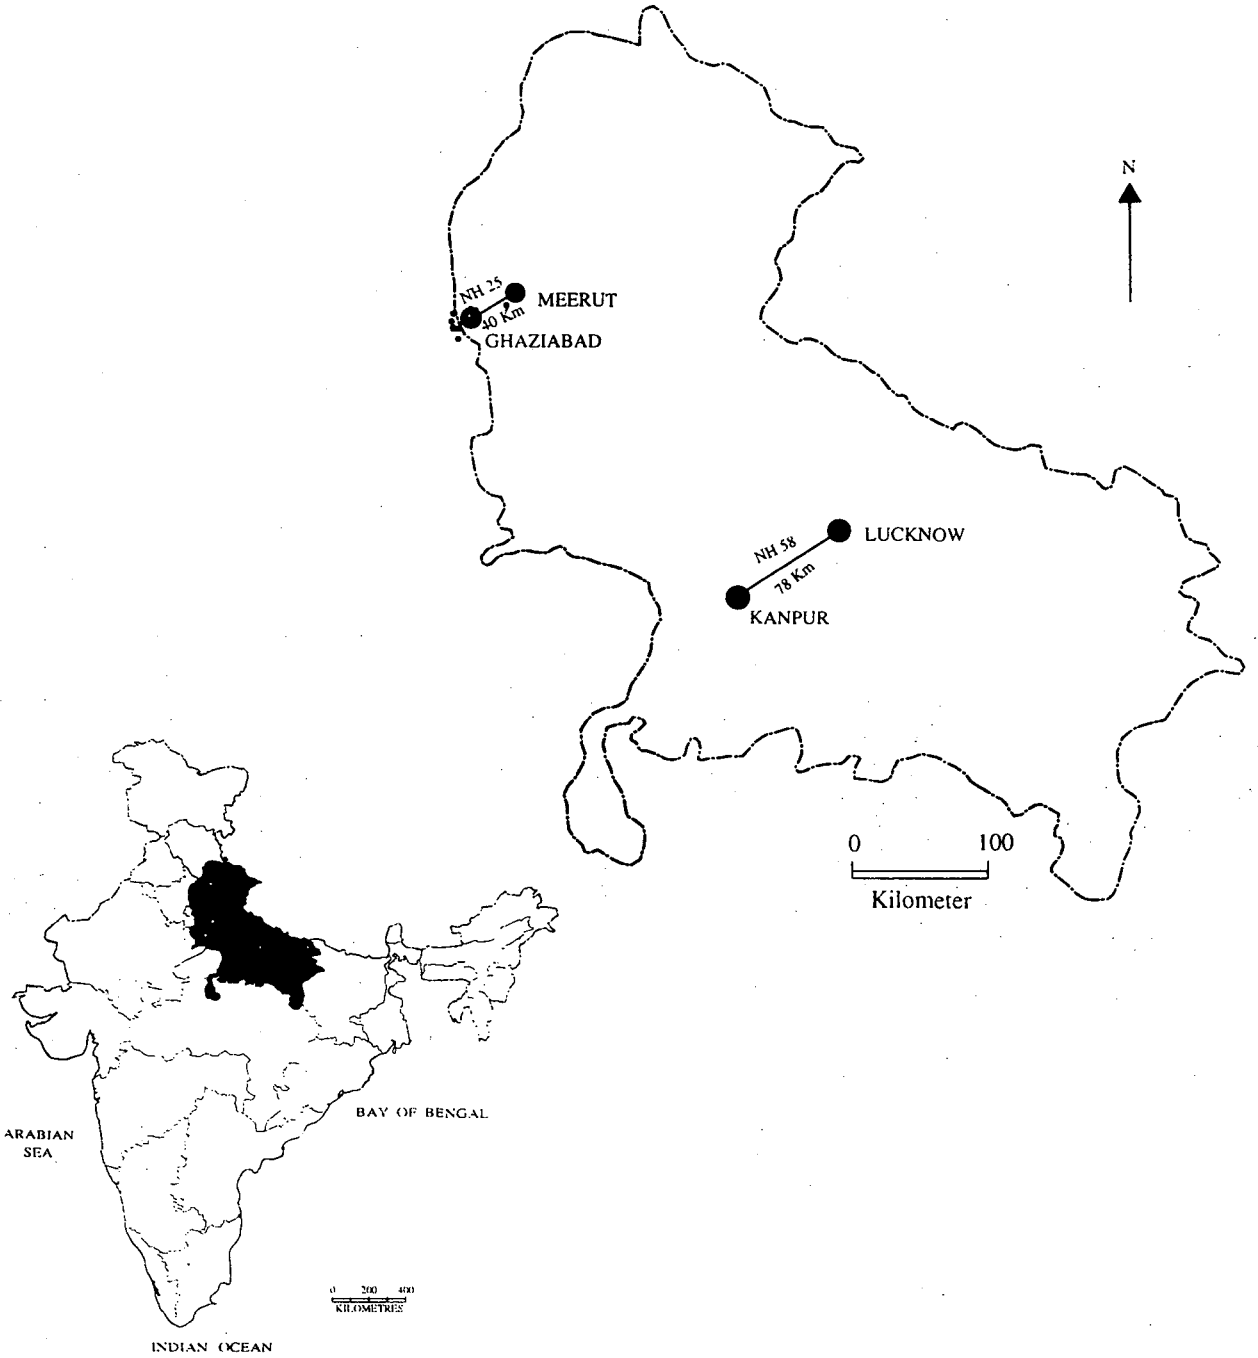 N
NH 25
MEERUT
40 Km
GHAZIABAD
LUCKNOW
NH 58
78 Km
KANPUR
0 100
Kilometer
BAY OF BENGAL
ARABIAN
SEA
0 200 400
KILOMETRES
INDIAN OCEAN